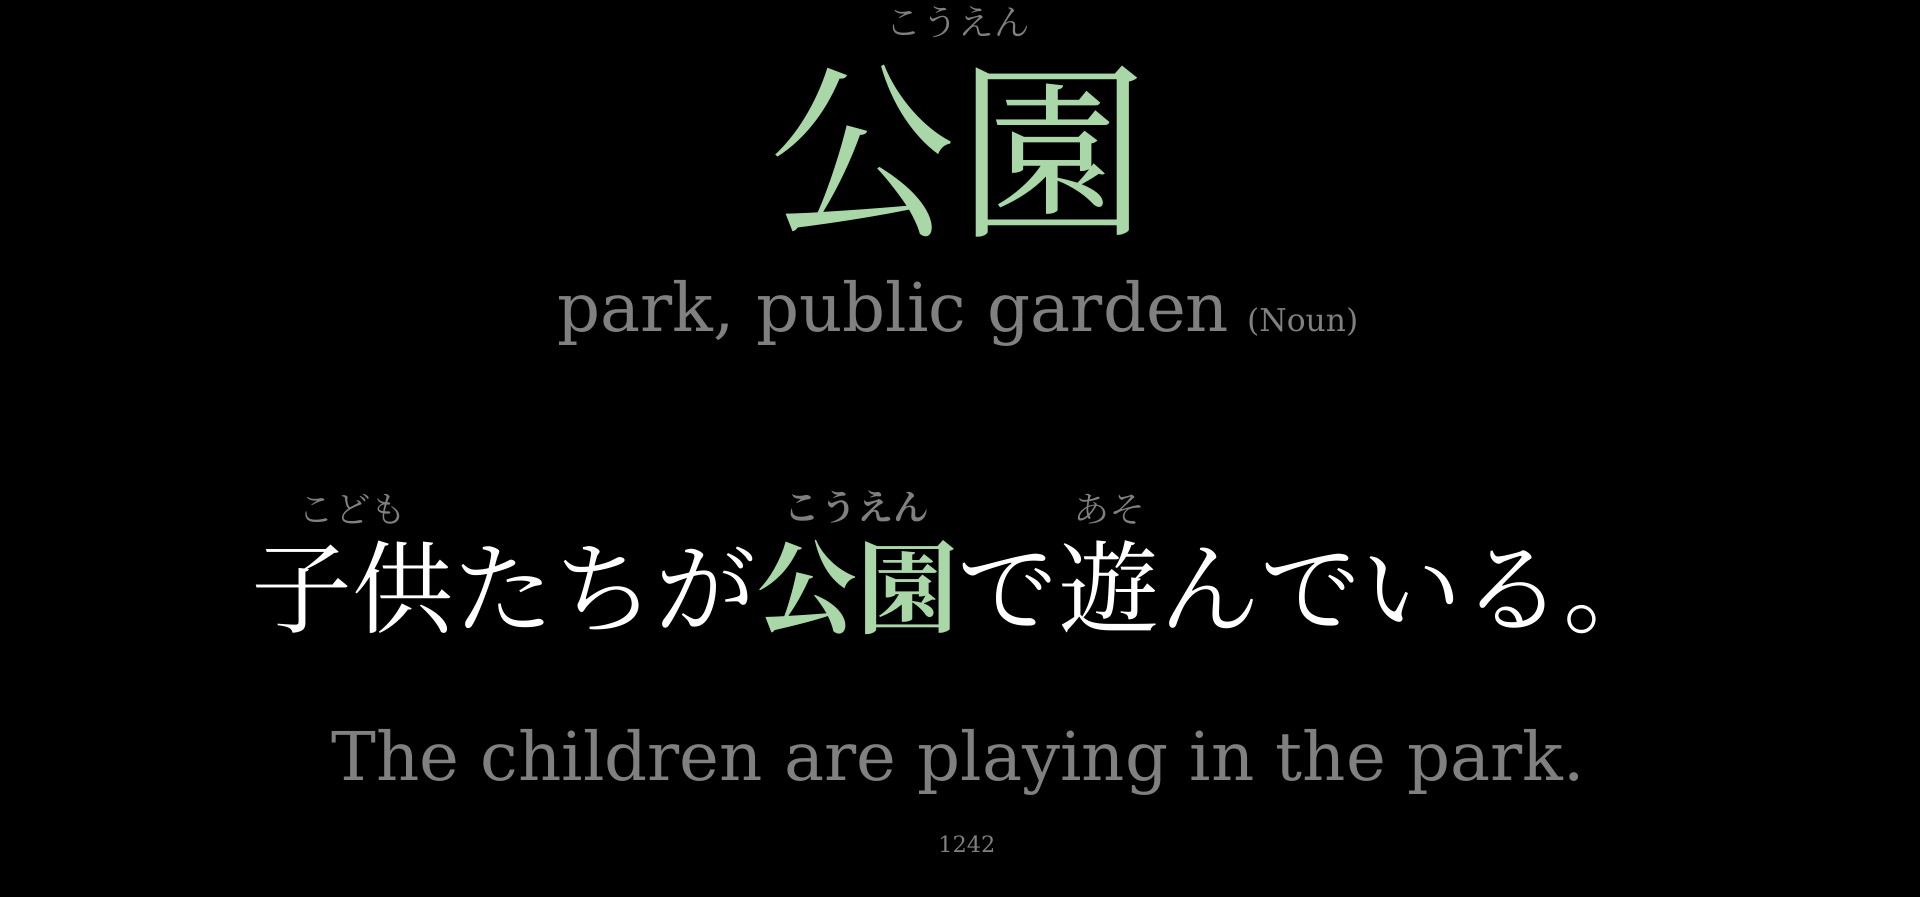 こうえん
公園
park, public garden (Noun)
こども こうえん あそ
子供たちが公園で遊んでいる。
The children are playing in the park.
1242